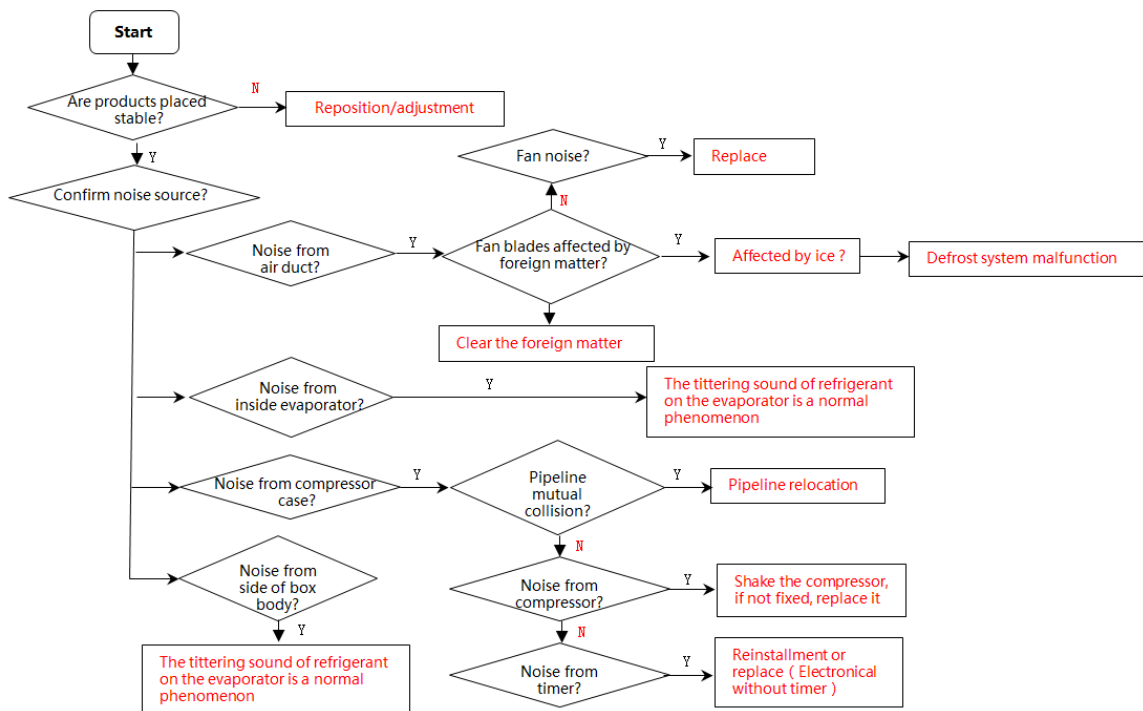 Start
Are products placed
stable?
N
Reposition/adjustment
Y
Confirm noise source?
Fan noise?
Y
Replace
N
Noise from
air duct?
Y
Fan blades affected by
foreign matter?
Y
Affected by ice ?
Defrost system malfunction
Clear the foreign matter
Noise from
inside evaporator?
Y
The tittering sound of refrigerant
on the evaporator is a normal
phenomenon
Noise from compressor
case?
Y
Pipeline
mutual
collision?
Y
Pipeline relocation
N
Noise from
side of box
body?
Y
The tittering sound of refrigerant
on the evaporator is a normal
phenomenon
Noise from
compressor?
Y
Shake the compressor,
if not fixed, replace it
N
Noise from
timer?
Y
Reinstallment or
replace ( Electronical
without timer )